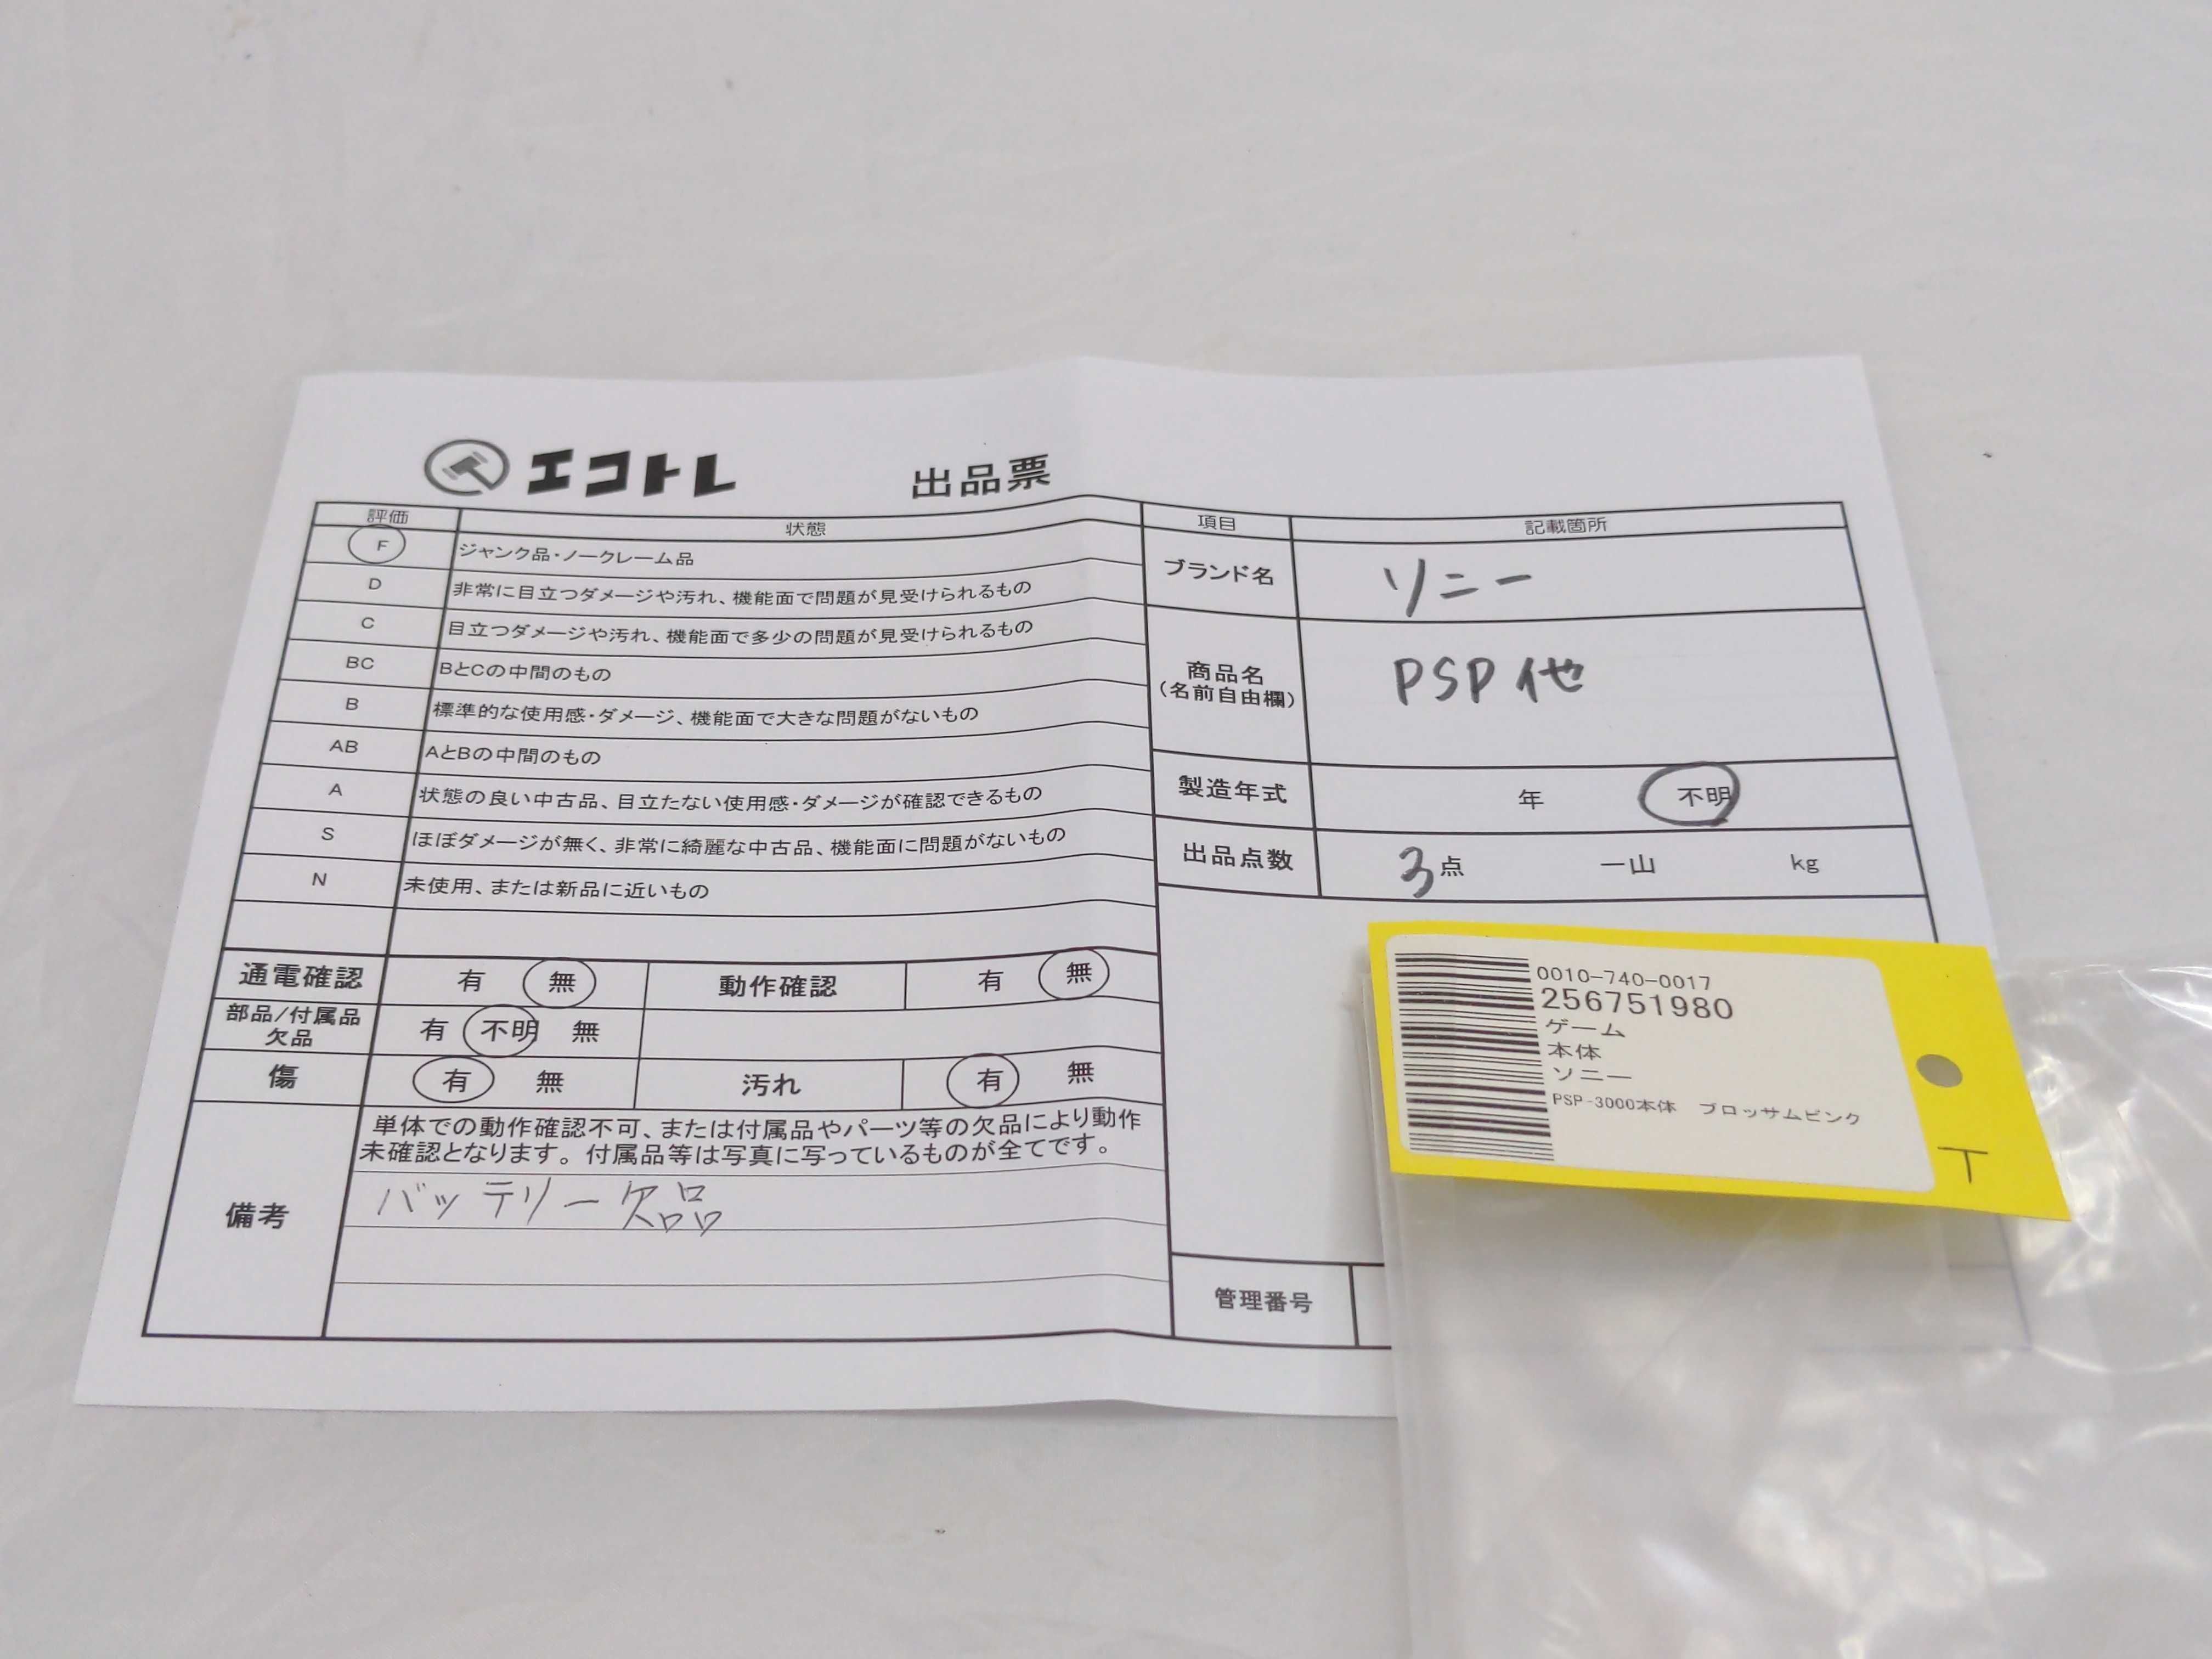 エコトレ 出品票
評価 状態
F ジャンク品・ノークレーム品
D 非常に目立つダメージや汚れ、機能面で問題が見受けられるもの
C 目立つダメージや汚れ、機能面で多少の問題が見受けられるもの
BC BとCの中間のもの
B 標準的な使用感・ダメージ、機能面で大きな問題がないもの
AB AとBの中間のもの
A 状態の良い中古品、目立たない使用感・ダメージが確認できるもの
S ほぼダメージが無く、非常に綺麗な中古品、機能面に問題がないもの
N 未使用、または新品に近いもの
通電確認 有 無 動作確認 有 無
部品/付属品
欠品 有 不明 無
傷 有 無 汚れ 有 無
備考
単体での動作確認不可、または付属品やパーツ等の欠品により動作
未確認となります。付属品等は写真に写っているものが全てです。
バッテリー欠品
項目 記載箇所
ブランド名 ソニー
商品名
(名前自由欄) PSP他
製造年式 年 不明
出品点数 3点 一山 kg
管理番号
0010-740-0017
256751980
ゲーム
本体
ソニー
PSP-3000本体 ブロッサムピンク
T